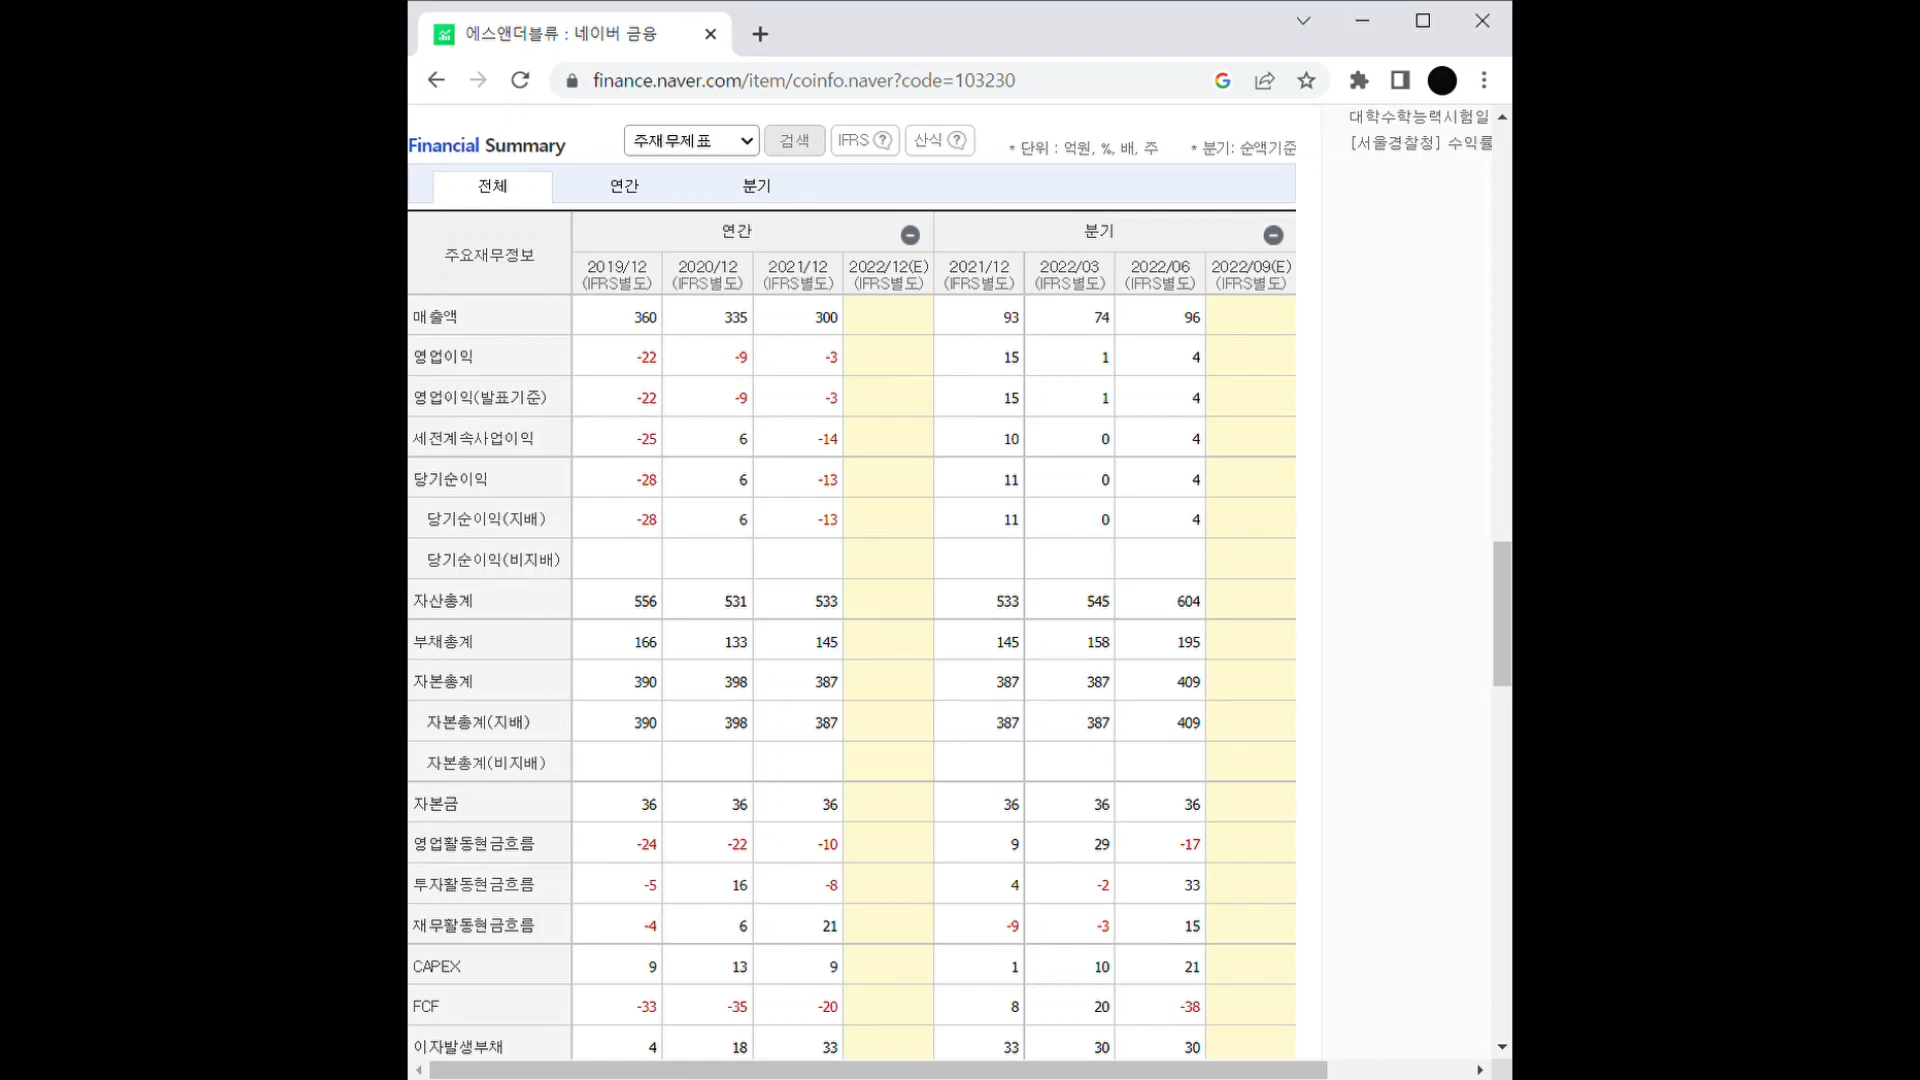 에스앤더블류 : 네이버 금융
finance.naver.com/item/coinfo.naver?code=103230
대학수학능력시험일
[서울경찰청] 수익률
Financial Summary 주재무제표 검색 IFRS ? 산식 ? * 단위 : 억원, %, 배, 주 * 분기: 순액기준
전체 연간 분기
주요재무정보 연간 분기
2019/12 2020/12 2021/12 2022/12(E) 2021/12 2022/03 2022/06 2022/09(E)
(IFRS별도) (IFRS별도) (IFRS별도) (IFRS별도) (IFRS별도) (IFRS별도) (IFRS별도) (IFRS별도)
매출액 360 335 300 93 74 96
영업이익 -22 -9 -3 15 1 4
영업이익(발표기준) -22 -9 -3 15 1 4
세전계속사업이익 -25 6 -14 10 0 4
당기순이익 -28 6 -13 11 0 4
당기순이익(지배) -28 6 -13 11 0 4
당기순이익(비지배)
자산총계 556 531 533 533 545 604
부채총계 166 133 145 145 158 195
자본총계 390 398 387 387 387 409
자본총계(지배) 390 398 387 387 387 409
자본총계(비지배)
자본금 36 36 36 36 36 36
영업활동현금흐름 -24 -22 -10 9 29 -17
투자활동현금흐름 -5 16 -8 4 -2 33
재무활동현금흐름 -4 6 21 -9 -3 15
CAPEX 9 13 9 1 10 21
FCF -33 -35 -20 8 20 -38
이자발생부채 4 18 33 33 30 30